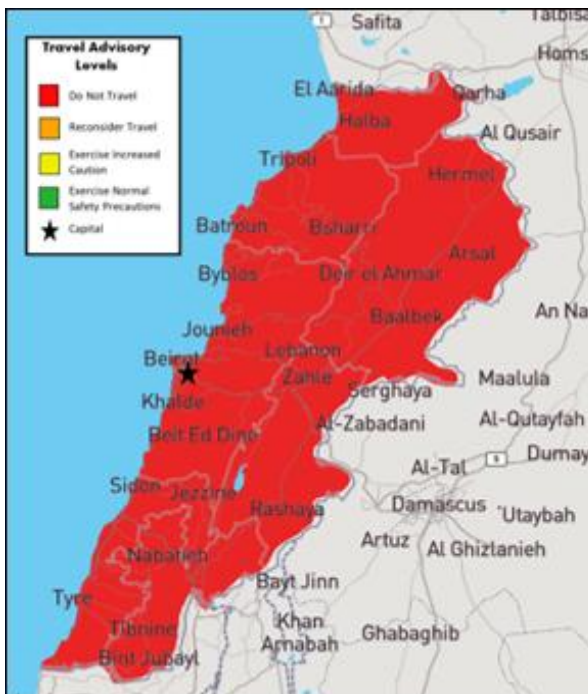 Travel Advisory
Levels
Do Not Travel
Reconsider Travel
Exercise Increased
Caution
Exercise Normal
Safety Precautions
Capital
1
Safita
Talbisa
Homs
El Aarida
Qarha
Halba
Al Qusair
Tripoli
Hermel
Batroun
Bsharri
Arsal
Byblos
Deir el Ahmar
An Na
Baalbek
Jounieh
Lebanon
Beirut
Zahle
Maalula
Serghaya
Khalde
Al-Zabadani
Al-Qutayfah
Beit Ed Dine
Dumay
Al-Tal
5
Sidon
Jezzine
Rashaya
Damascus
'Utaybah
Artuz
Al Ghizlanieh
Nabatieh
Bayt Jinn
Tyre
Khan
Arnabah
Ghabaghib
Tibnine
Bint Jubayl